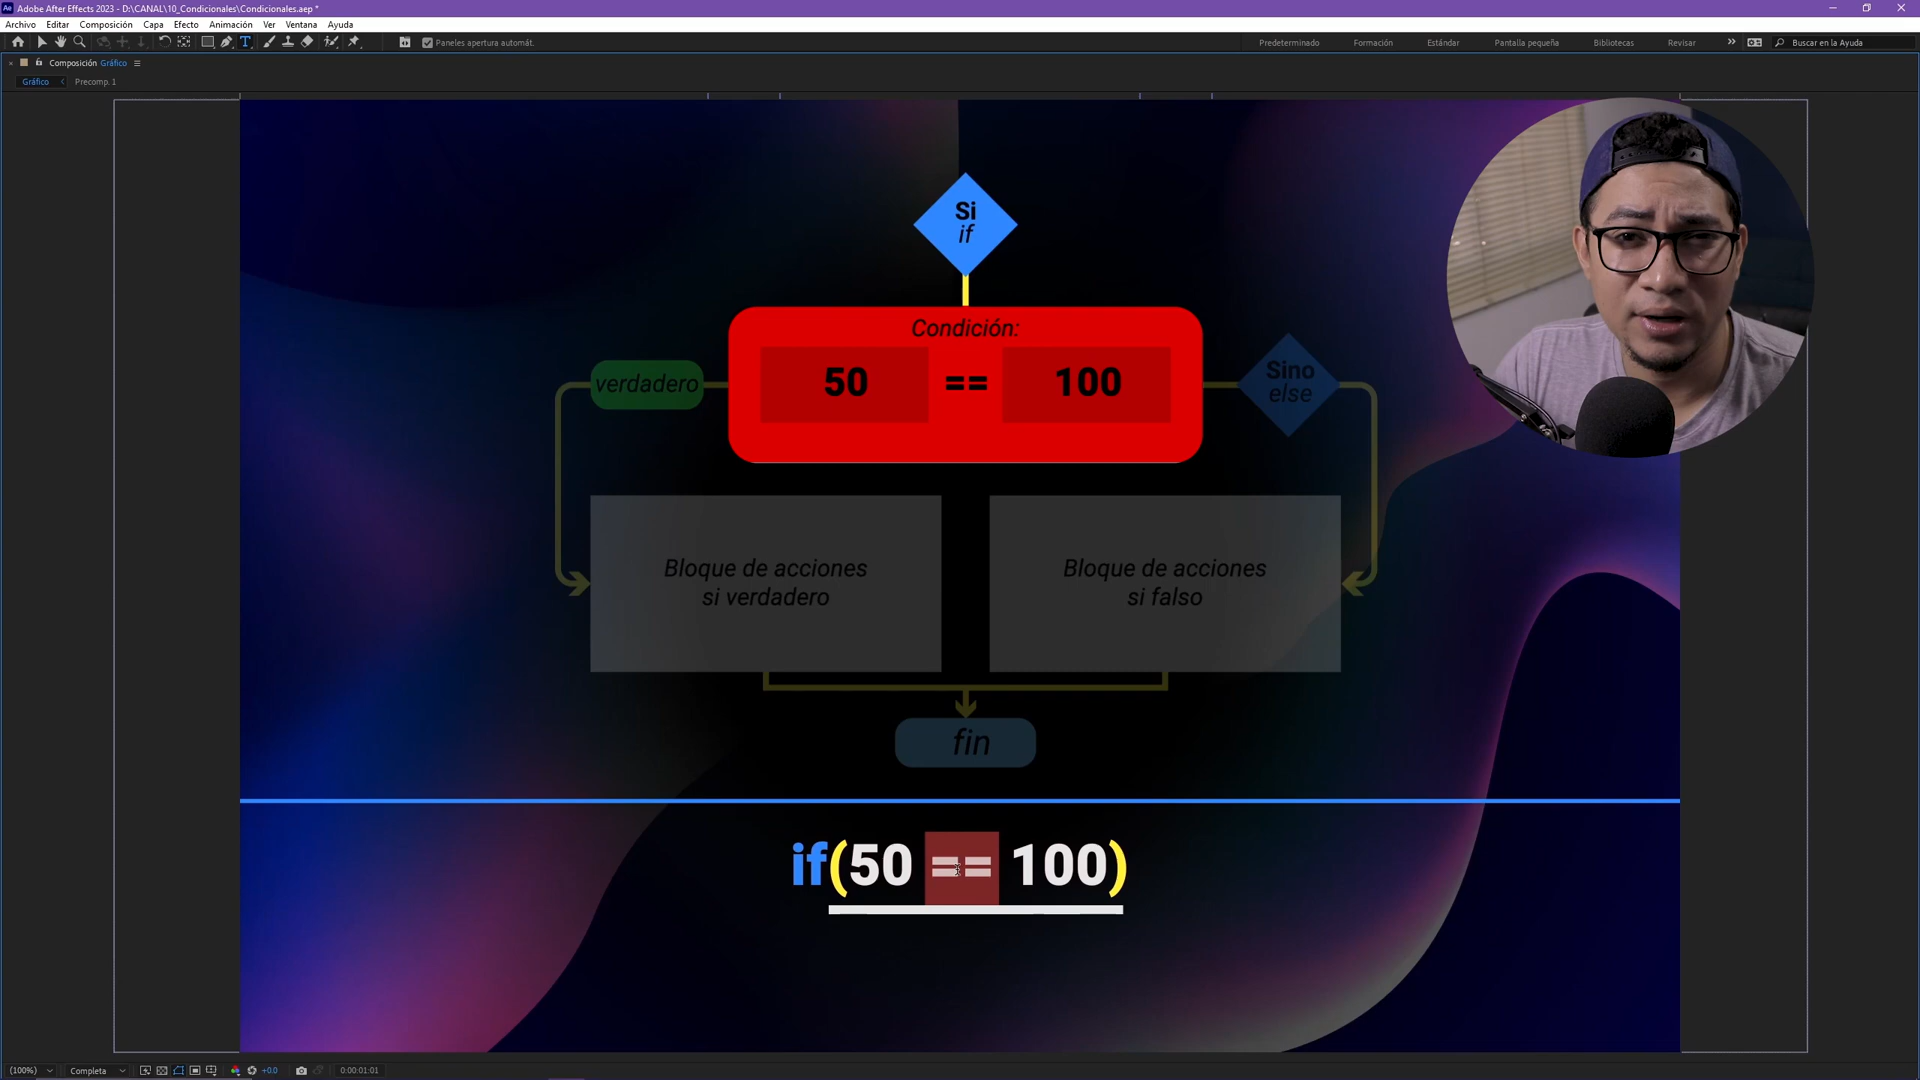 Adobe After Effects 2023 - D:\CANAL\10_Condicionales\Condicionales.aep *
Archivo Editar Composición Capa Efecto Animación Ver Ventana Ayuda
Paneles apertura automát. Predeterminado Formación Estándar Pantalla pequeña Bibliotecas Revisar Buscar en la Ayuda
Composición Gráfico
Gráfico Precomp. 1
Si
if
Condición:
50 == 100
verdadero
Sino
else
Bloque de acciones
si verdadero
Bloque de acciones
si falso
fin
if(50 == 100)
(100%) Completa +0.0 0:00:01:01